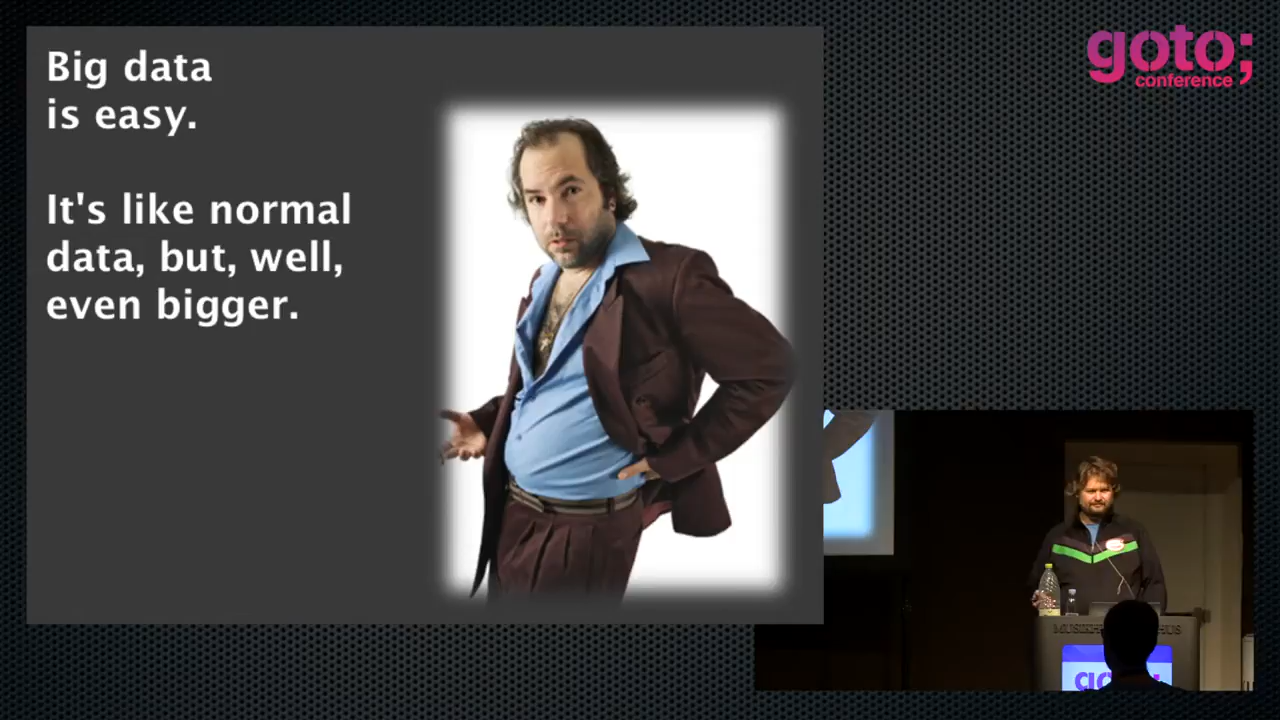 Big data
is easy.
It's like normal
data, but, well,
even bigger.
goto;
conference